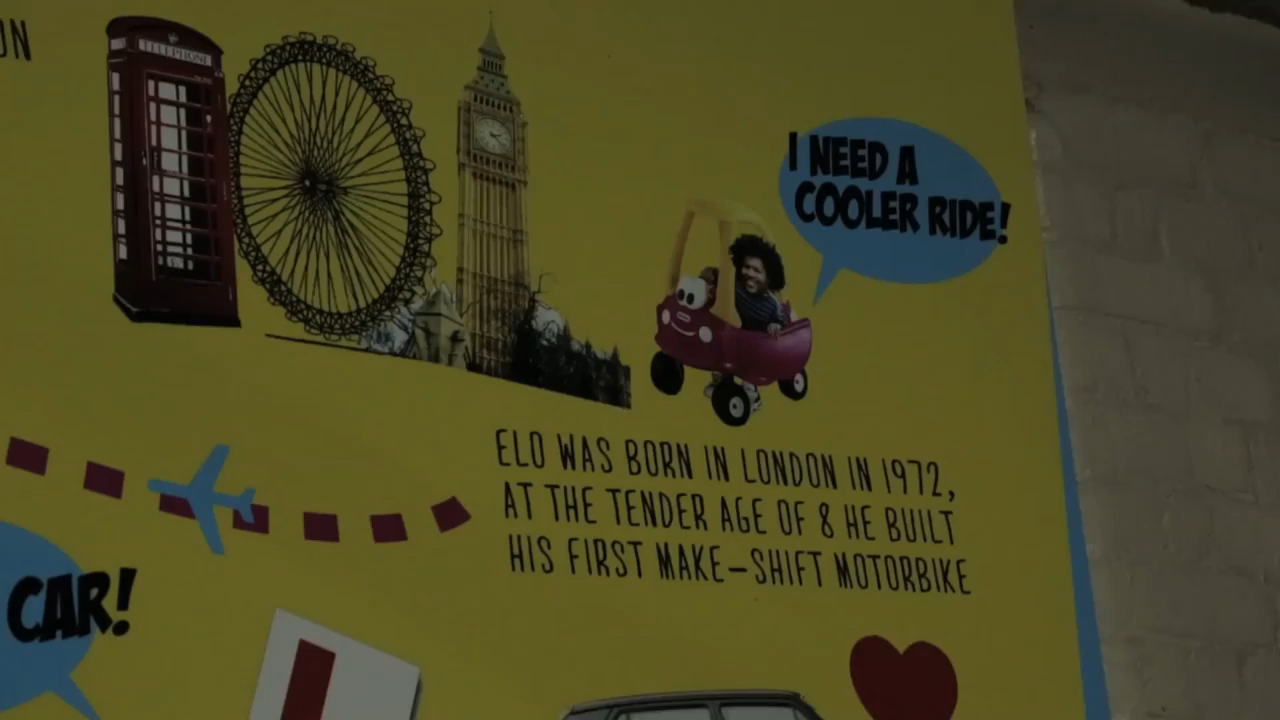 ON
TELEPHONE
I NEED A
COOLER RIDE!
ELO WAS BORN IN LONDON IN 1972,
AT THE TENDER AGE OF 8 HE BUILT
HIS FIRST MAKE-SHIFT MOTORBIKE
CAR!